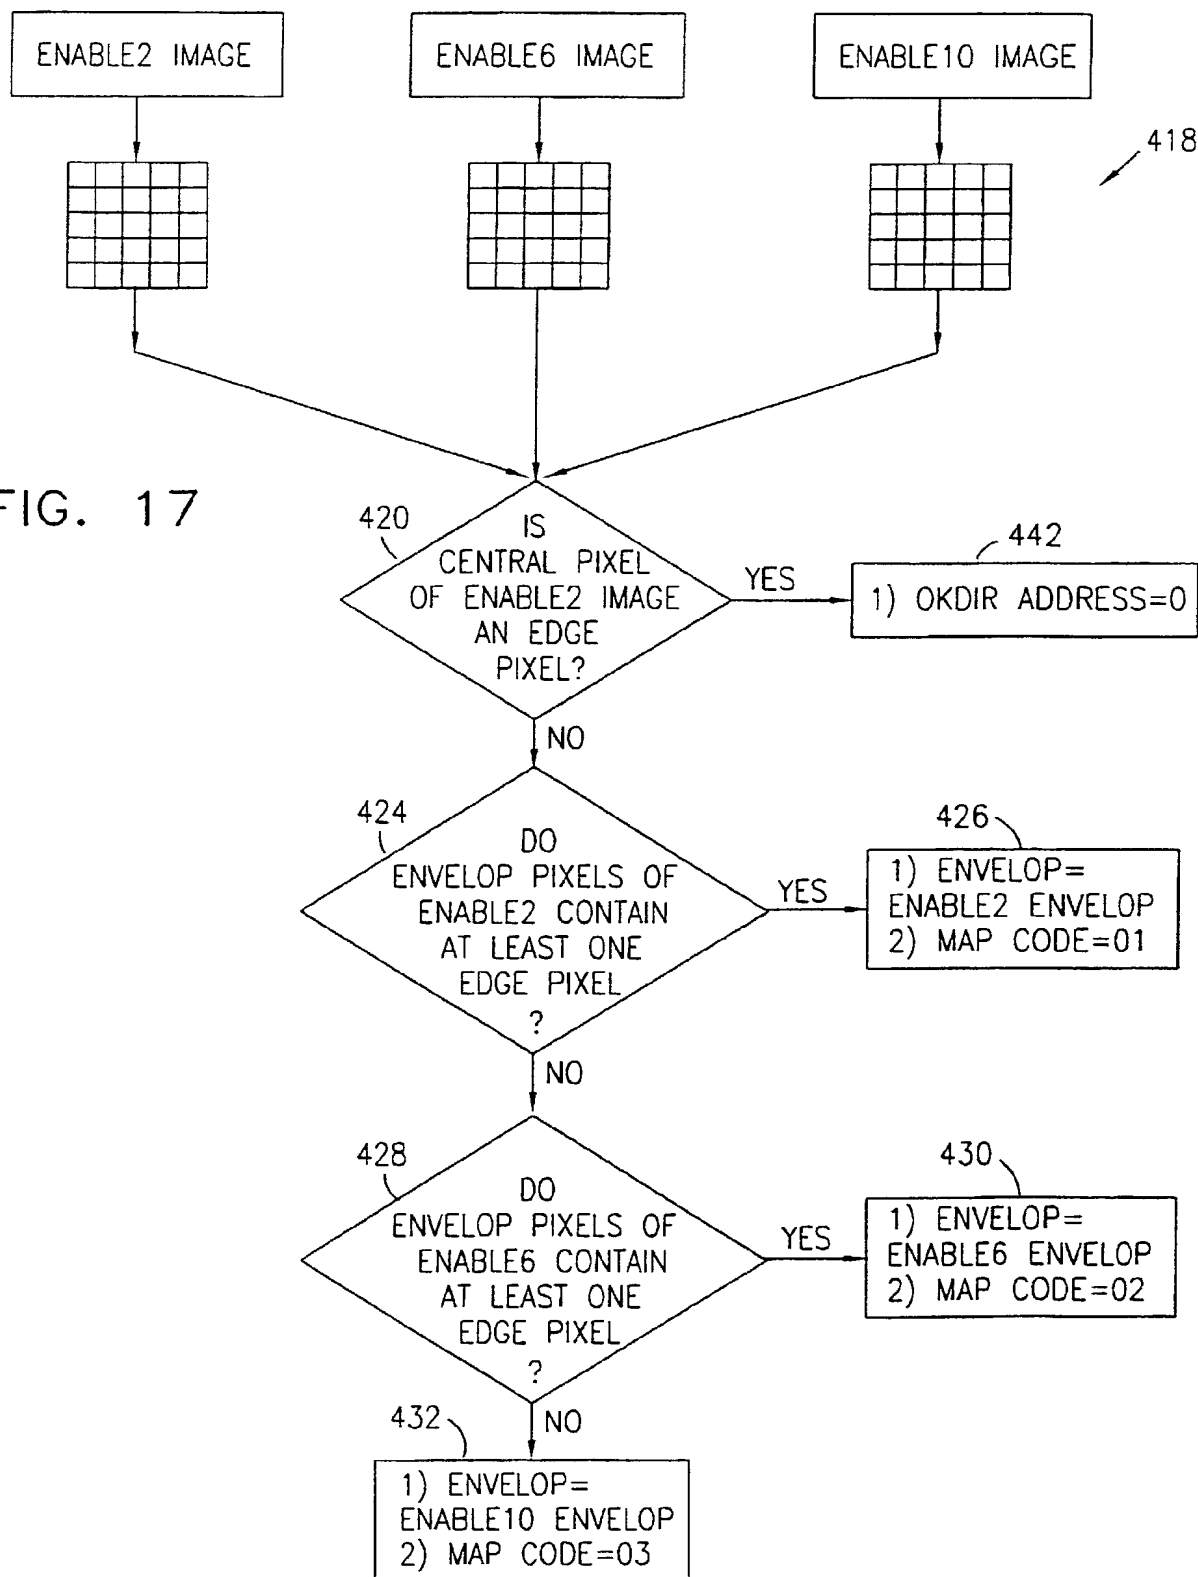 ENABLE2 IMAGE
ENABLE6 IMAGE
ENABLE10 IMAGE
418
FIG. 17
420
IS
CENTRAL PIXEL
OF ENABLE2 IMAGE
AN EDGE
PIXEL?
YES
442
1) OKDIR ADDRESS=0
NO
424
DO
ENVELOP PIXELS OF
ENABLE2 CONTAIN
AT LEAST ONE
EDGE PIXEL
?
YES
426
1) ENVELOP=
ENABLE2 ENVELOP
2) MAP CODE=01
NO
428
DO
ENVELOP PIXELS OF
ENABLE6 CONTAIN
AT LEAST ONE
EDGE PIXEL
?
YES
430
1) ENVELOP=
ENABLE6 ENVELOP
2) MAP CODE=02
NO
432
1) ENVELOP=
ENABLE10 ENVELOP
2) MAP CODE=03